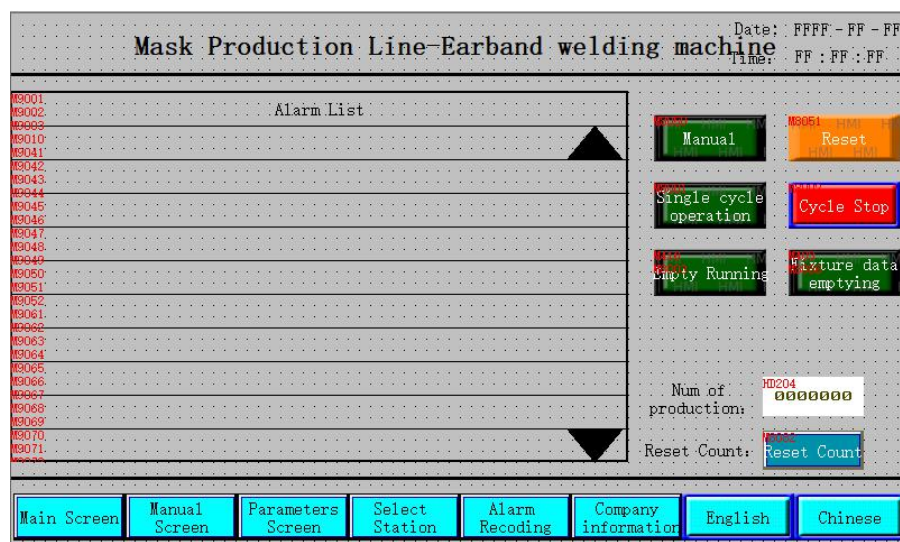 Date: FFFF-FF-FF
Mask Production Line-Earband welding machine
Time: FF:FF:FF
Alarm List
M9001
M9002
M9003
M9010
M9041
M9042
M9043
M9044
M9045
M9046
M9047
M9048
M9049
M9050
M9051
M9052
M9061
M9062
M9063
M9064
M9065
M9066
M9067
M9068
M9069
M9070
M9071
Manual
M8051
Reset
Single cycle
operation
Cycle Stop
Empty Running
Fixture data
emptying
Num of
production:
HD204
0000000
Reset Count:
Reset Count
Main Screen
Manual
Screen
Parameters
Screen
Select
Station
Alarm
Recoding
Company
information
English
Chinese